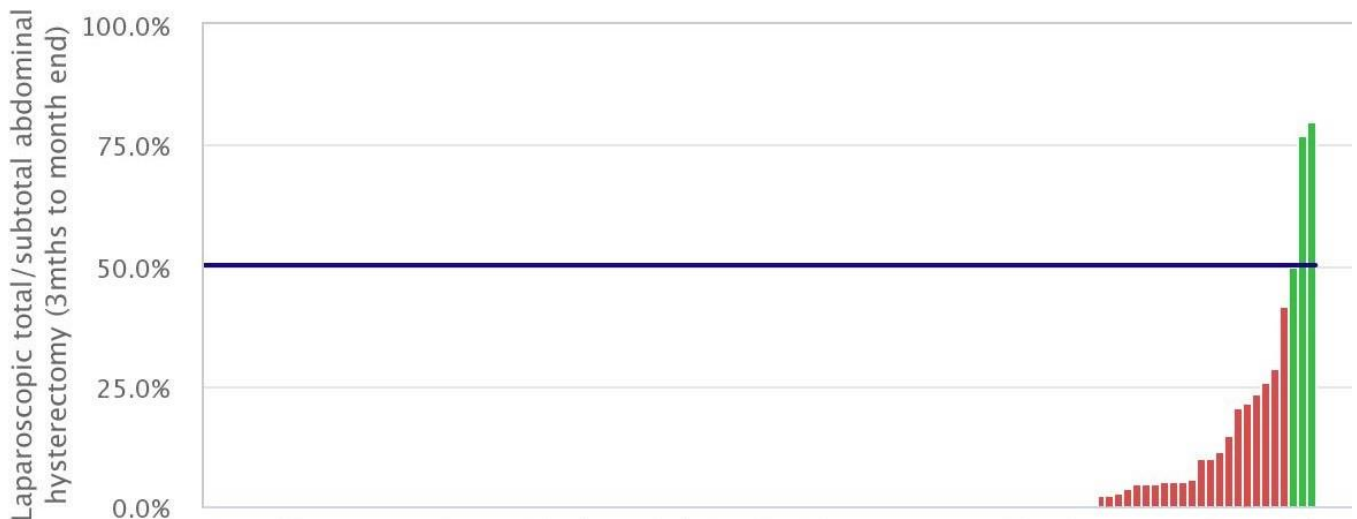 Laparoscopic total/subtotal abdominal
hysterectomy (3mths to month end)
100.0%
75.0%
50.0%
25.0%
0.0%